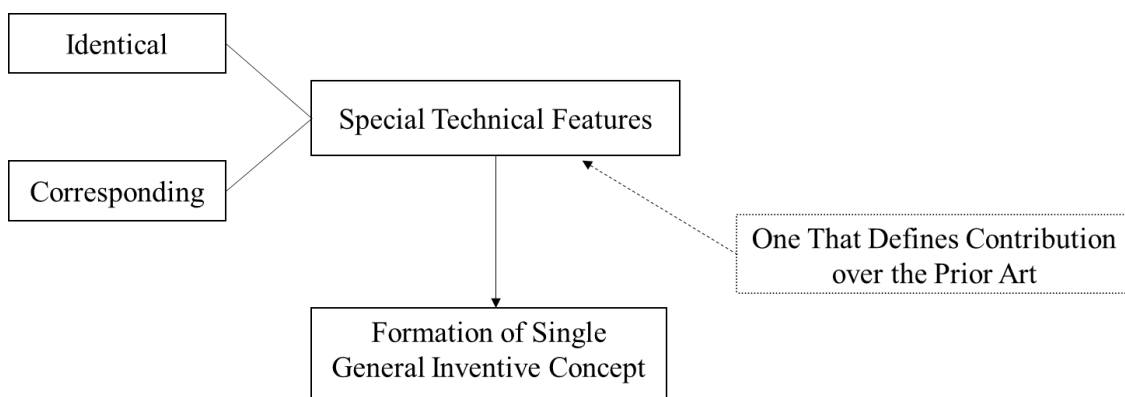 Identical
Special Technical Features
Corresponding
One That Defines Contribution
over the Prior Art
Formation of Single
General Inventive Concept